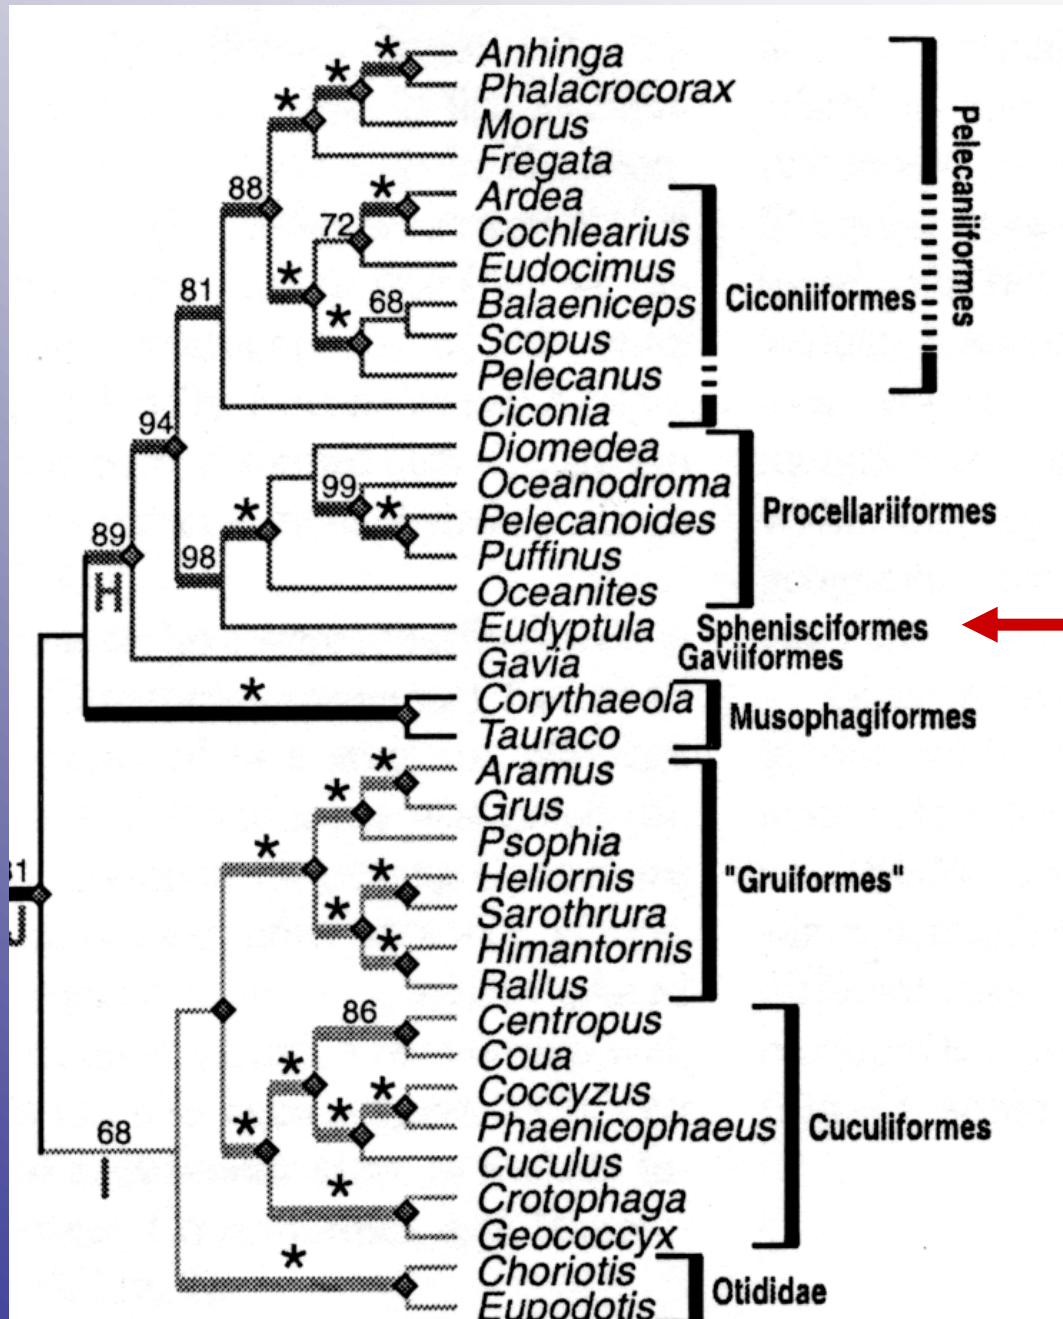 *
Anhinga
*
Phalacrocorax
*
Morus
Fregata
88
*
Ardea
72
Cochlearius
*
Eudocimus
81
68
Balaeniceps
*
Scopus
Pelecanus
Ciconiiformes
Pelecaniiformes
Ciconia
94
Diomedea
99
Oceanodroma
*
*
Pelecanoides
Procellariiformes
89
98
Puffinus
H
Oceanites
Eudyptula Sphenisciformes
Gavia Gaviiformes
*
Corythaeola
Musophagiformes
Tauraco
*
Aramus
*
Grus
*
Psophia
*
Heliornis
"Gruiformes"
31
*
Sarothrura
J
*
Himantornis
Rallus
86
Centropus
*
Coua
*
Coccyzus
68
*
*
Phaenicophaeus
Cuculiformes
I
Cuculus
*
Crotophaga
Geococcyx
*
Choriotis
Otididae
Eupodotis